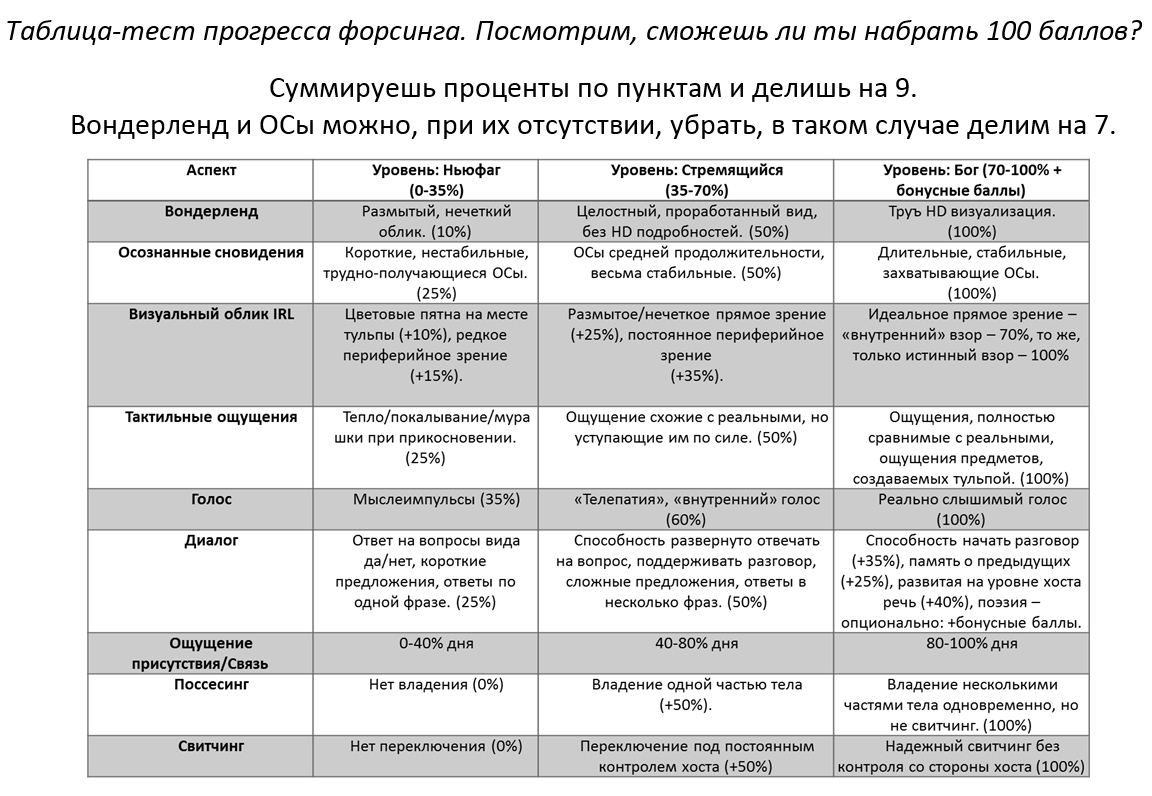 Таблица-тест прогресса форсинга. Посмотрим, сможешь ли ты набрать 100 баллов?
Суммируешь проценты по пунктам и делишь на 9.
Вондерленд и ОСы можно, при их отсутствии, убрать, в таком случае делим на 7.
Аспект
Уровень: Ньюфаг
(0-35%)
Уровень: Стремящийся
(35-70%)
Уровень: Бог (70-100% +
бонусные баллы)
Вондерленд
Размытый, нечеткий
облик. (10%)
Целостный, проработанный вид,
без HD подробностей. (50%)
Труъ HD визуализация.
(100%)
Осознанные сновидения
Короткие, нестабильные,
трудно-получающиеся ОСы.
(25%)
ОСы средней продолжительности,
весьма стабильные. (50%)
Длительные, стабильные,
захватывающие ОСы.
(100%)
Визуальный облик IRL
Цветовые пятна на месте
тульпы (+10%), редкое
периферийное зрение
(+15%).
Размытое/нечеткое прямое зрение
(+25%), постоянное периферийное
зрение
(+35%).
Идеальное прямое зрение –
«внутренний» взор – 70%, то же,
только истинный взор – 100%
Тактильные ощущения
Тепло/покалывание/мура
шки при прикосновении.
(25%)
Ощущение схожие с реальными, но
уступающие им по силе. (50%)
Ощущения, полностью
сравнимые с реальными,
ощущения предметов,
создаваемых тульпой. (100%)
Голос
Мыслеимпульсы (35%)
«Телепатия», «внутренний» голос
(60%)
Реально слышимый голос
(100%)
Диалог
Ответ на вопросы вида
да/нет, короткие
предложения, ответы по
одной фразе. (25%)
Способность развернуто отвечать
на вопрос, поддерживать разговор,
сложные предложения, ответы в
несколько фраз. (50%)
Способность начать разговор
(+35%), память о предыдущих
(+25%), развитая на уровне хоста
речь (+40%), поэзия –
опционально: +бонусные баллы.
Ощущение
присутствия/Связь
0-40% дня
40-80% дня
80-100% дня
Поссесинг
Нет владения (0%)
Владение одной частью тела
(+50%).
Владение несколькими
частями тела одновременно, но
не свитчинг. (100%)
Свитчинг
Нет переключения (0%)
Переключение под постоянным
контролем хоста (+50%)
Надежный свитчинг без
контроля со стороны хоста (100%)